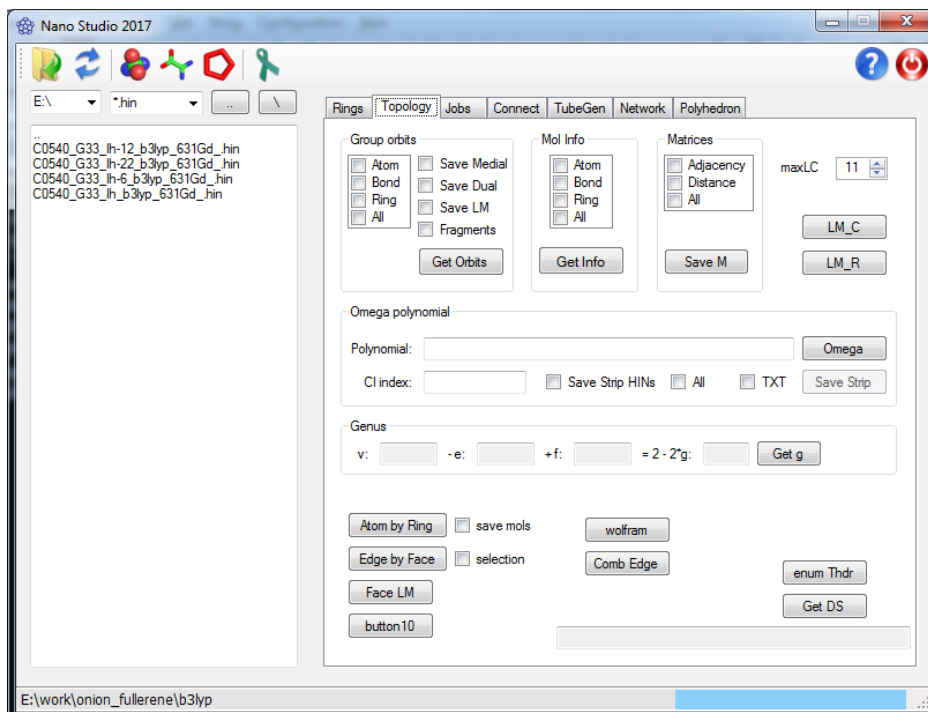 Nano Studio 2017
E:\ *.hin .. \
Rings Topology Jobs Connect TubeGen Network Polyhedron
..
C0540_G33_Ih-12_b3lyp_631Gd_.hin
C0540_G33_Ih-22_b3lyp_631Gd_.hin
C0540_G33_Ih-6_b3lyp_631Gd_.hin
C0540_G33_Ih_b3lyp_631Gd_.hin
Group orbits
Atom
Bond
Ring
All
Save Medial
Save Dual
Save LM
Fragments
Get Orbits
Mol Info
Atom
Bond
Ring
All
Get Info
Matrices
Adjacency
Distance
All
Save M
maxLC 11
LM_C
LM_R
Omega polynomial
Polynomial: Omega
CI index: Save Strip HINs All TXT Save Strip
Genus
v: - e: + f: = 2 - 2*g: Get g
Atom by Ring save mols
Edge by Face selection
Face LM
button10
wolfram
Comb Edge
enum Thdr
Get DS
E:\work\onion_fullerene\b3lyp